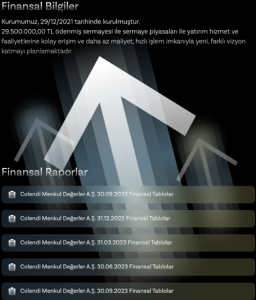 Finansal Bilgiler
Kurumumuz, 29/12/2021 tarihinde kurulmuştur.
29.500.000,00 TL ödenmiş sermayesi ile sermaye piyasaları ile yatırım hizmet ve
faaliyetlerine kolay erişim ve daha az maliyet, hızlı işlem imkanıyla yeni, farklı vizyon
katmayı planlamaktadır.
Finansal Raporlar
Colendi Menkul Değerler A.Ş. 30.09.2022 Finansal Tablolar
Colendi Menkul Değerler A.Ş. 31.12.2022 Finansal Tablolar
Colendi Menkul Değerler A.Ş. 31.03.2023 Finansal Tablolar
Colendi Menkul Değerler A.Ş. 30.06.2023 Finansal Tablolar
Colendi Menkul Değerler A.Ş. 30.09.2023 Finansal Tablolar